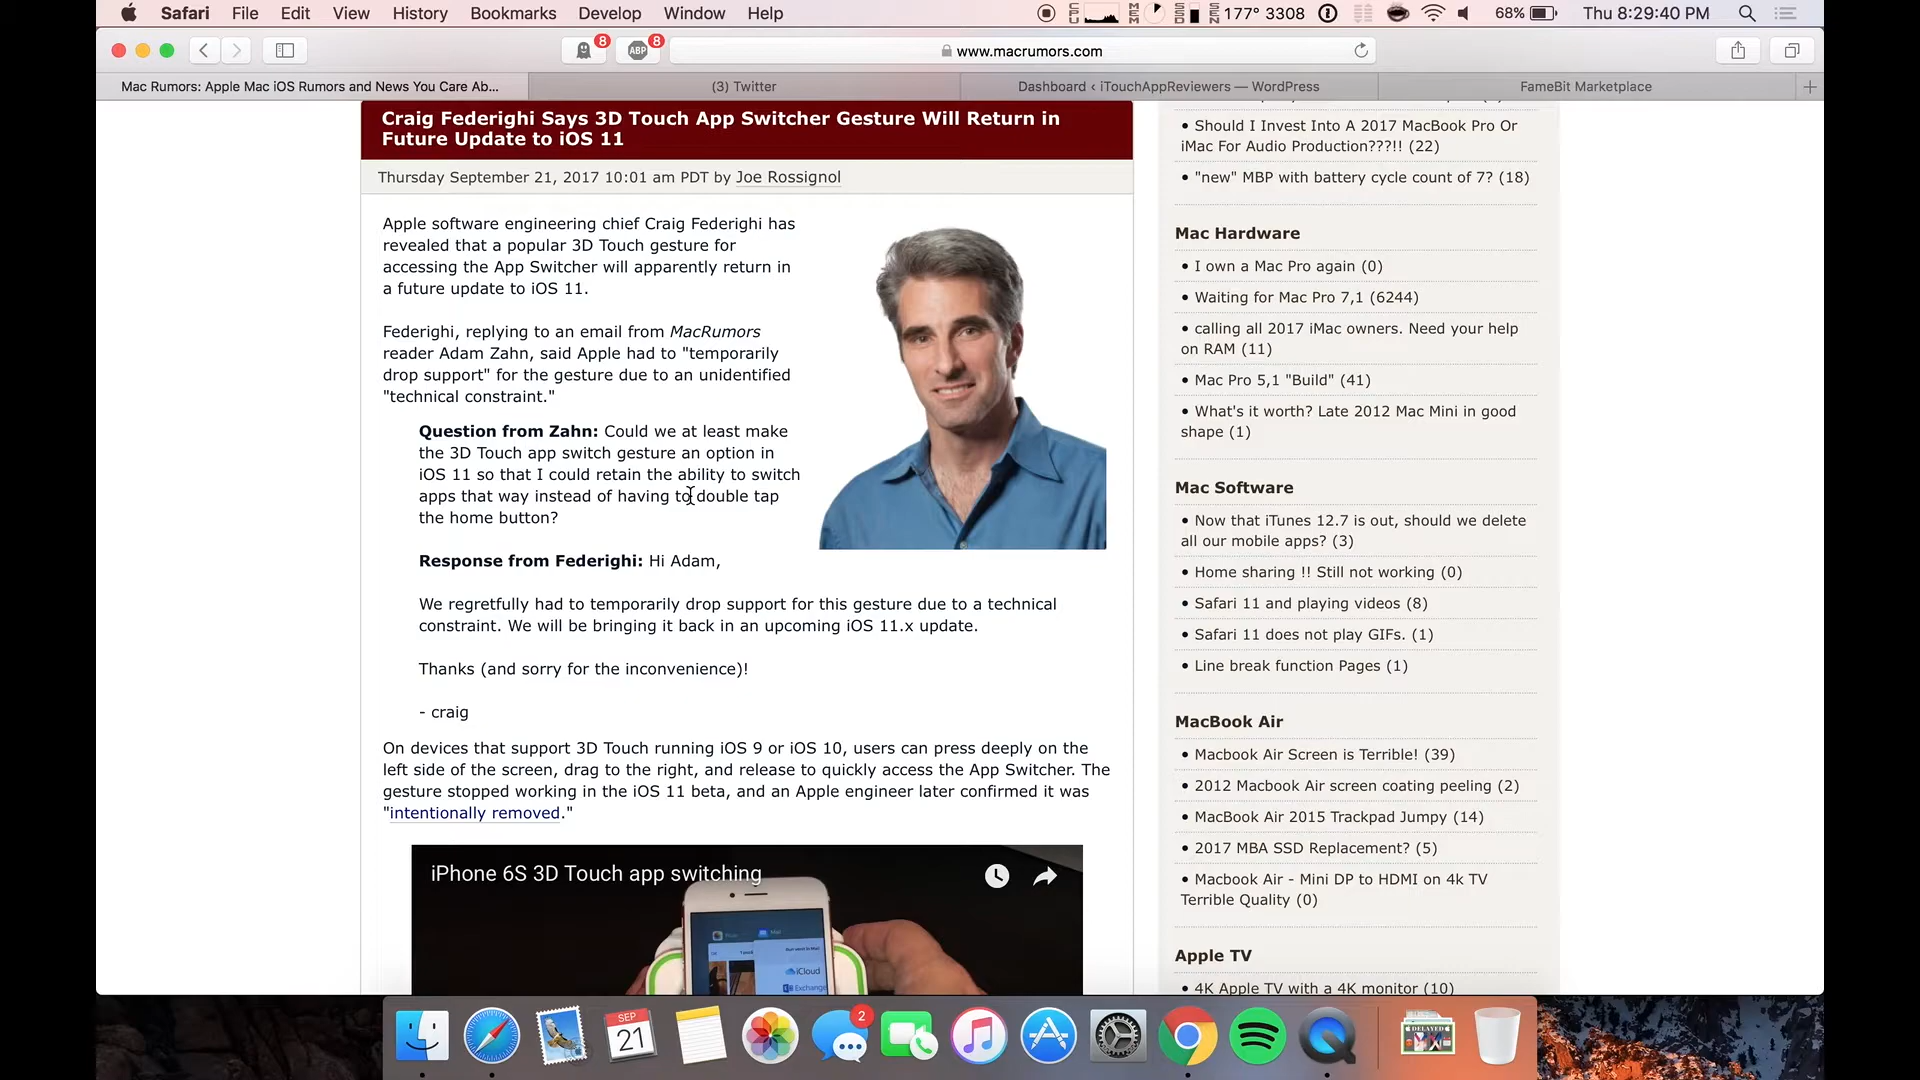 Safari File Edit View History Bookmarks Develop Window Help
CPU MEM SSD SEN 177° 3308 68% Thu 8:29:40 PM
8 ABP 8 www.macrumors.com
Mac Rumors: Apple Mac iOS Rumors and News You Care Ab...
(3) Twitter
Dashboard ‹ iTouchAppReviewers — WordPress
FameBit Marketplace
Craig Federighi Says 3D Touch App Switcher Gesture Will Return in
Future Update to iOS 11
Thursday September 21, 2017 10:01 am PDT by Joe Rossignol
Apple software engineering chief Craig Federighi has
revealed that a popular 3D Touch gesture for
accessing the App Switcher will apparently return in
a future update to iOS 11.
Federighi, replying to an email from MacRumors
reader Adam Zahn, said Apple had to "temporarily
drop support" for the gesture due to an unidentified
"technical constraint."
Question from Zahn: Could we at least make
the 3D Touch app switch gesture an option in
iOS 11 so that I could retain the ability to switch
apps that way instead of having to double tap
the home button?
Response from Federighi: Hi Adam,
We regretfully had to temporarily drop support for this gesture due to a technical
constraint. We will be bringing it back in an upcoming iOS 11.x update.
Thanks (and sorry for the inconvenience)!
- craig
On devices that support 3D Touch running iOS 9 or iOS 10, users can press deeply on the
left side of the screen, drag to the right, and release to quickly access the App Switcher. The
gesture stopped working in the iOS 11 beta, and an Apple engineer later confirmed it was
"intentionally removed."
iPhone 6S 3D Touch app switching
Mail
iCloud
Exchange
• Should I Invest Into A 2017 MacBook Pro Or
iMac For Audio Production???!! (22)
• "new" MBP with battery cycle count of 7? (18)
Mac Hardware
• I own a Mac Pro again (0)
• Waiting for Mac Pro 7,1 (6244)
• calling all 2017 iMac owners. Need your help
on RAM (11)
• Mac Pro 5,1 "Build" (41)
• What's it worth? Late 2012 Mac Mini in good
shape (1)
Mac Software
• Now that iTunes 12.7 is out, should we delete
all our mobile apps? (3)
• Home sharing !! Still not working (0)
• Safari 11 and playing videos (8)
• Safari 11 does not play GIFs. (1)
• Line break function Pages (1)
MacBook Air
• Macbook Air Screen is Terrible! (39)
• 2012 Macbook Air screen coating peeling (2)
• MacBook Air 2015 Trackpad Jumpy (14)
• 2017 MBA SSD Replacement? (5)
• Macbook Air - Mini DP to HDMI on 4k TV
Terrible Quality (0)
Apple TV
• 4K Apple TV with a 4K monitor (10)
SEP
21
2
DELAYED